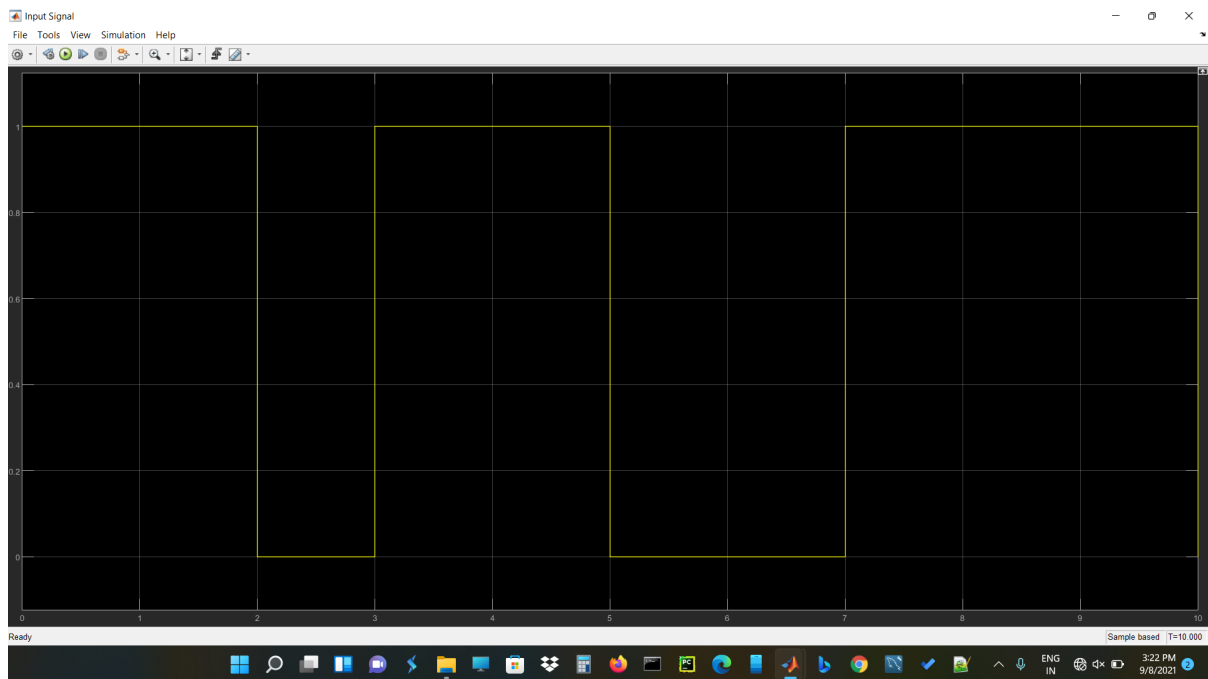 Input Signal
File Tools View Simulation Help
1
0.8
0.6
0.4
0.2
0
0 1 2 3 4 5 6 7 8 9 10
Ready
Sample based T=10.000
PC
ENG
IN
3:22 PM
9/8/2021
2